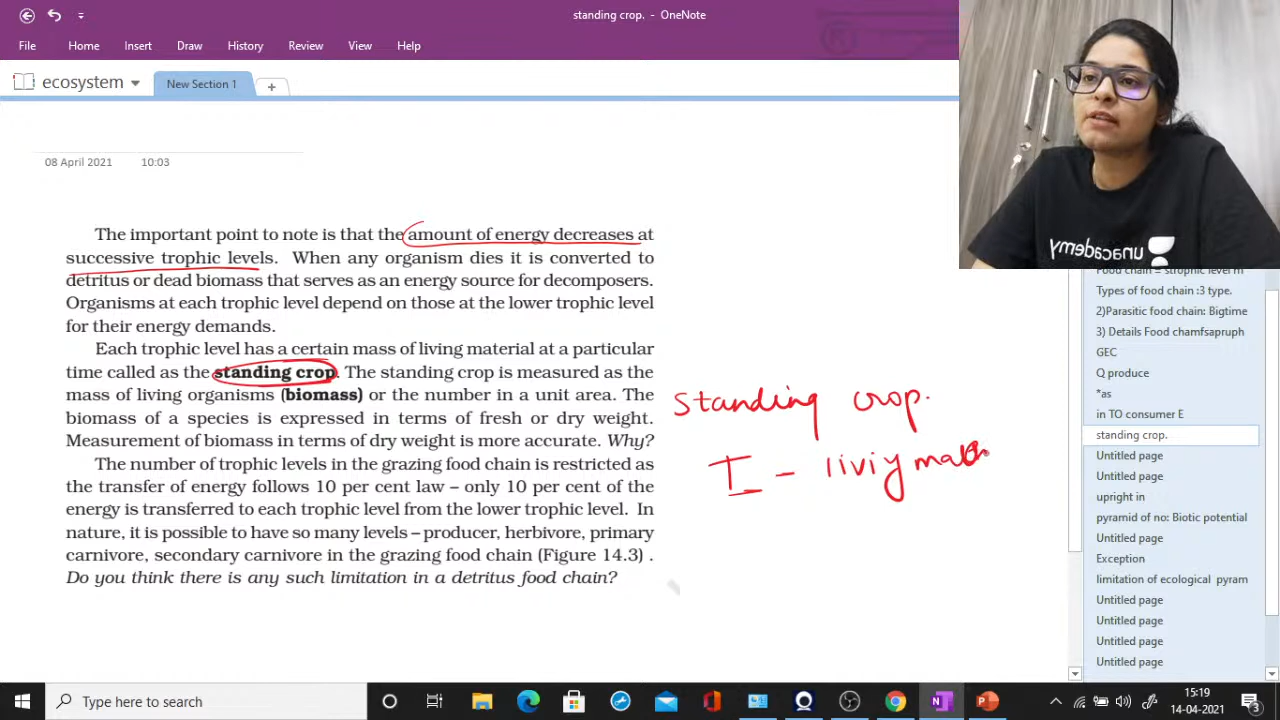 standing crop. - OneNote
File Home Insert Draw History Review View Help
ecosystem New Section 1 +
08 April 2021 10:03
The important point to note is that the amount of energy decreases at
successive trophic levels. When any organism dies it is converted to
detritus or dead biomass that serves as an energy source for decomposers.
Organisms at each trophic level depend on those at the lower trophic level
for their energy demands.
Each trophic level has a certain mass of living material at a particular
time called as the standing crop. The standing crop is measured as the
mass of living organisms (biomass) or the number in a unit area. The
biomass of a species is expressed in terms of fresh or dry weight.
Measurement of biomass in terms of dry weight is more accurate. Why?
The number of trophic levels in the grazing food chain is restricted as
the transfer of energy follows 10 per cent law – only 10 per cent of the
energy is transferred to each trophic level from the lower trophic level. In
nature, it is possible to have so many levels – producer, herbivore, primary
carnivore, secondary carnivore in the grazing food chain (Figure 14.3) .
Do you think there is any such limitation in a detritus food chain?
standing crop.
I -
unacademy
Food chain = strophic level m
Types of food chain :3 type.
2)Parasitic food chain: Bigtime
3) Details Food chamfsapruph
GEC
Q produce
*as
in TO consumer E
standing crop.
Untitled page
Untitled page
upright in
pyramid of no: Biotic potential
Untitled page
Exception
limitation of ecological pyram
Untitled page
Untitled page
Untitled page
Untitled page
Type here to search
15:19
14-04-2021
3